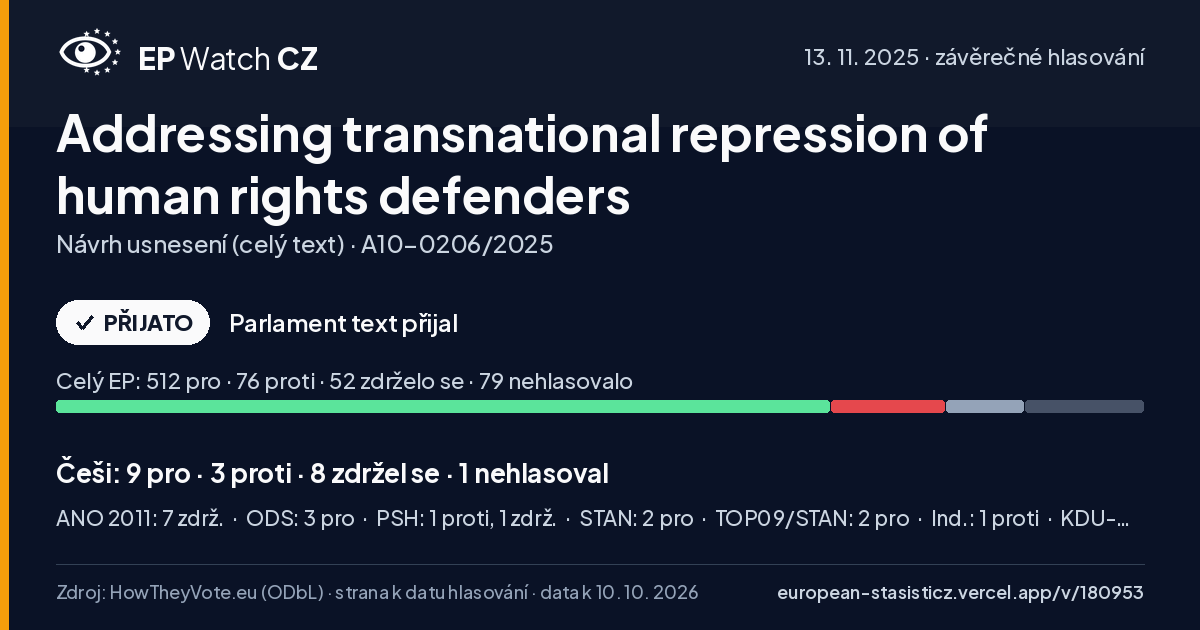 EP Watch CZ
13. 11. 2025 · závěrečné hlasování
Addressing transnational repression of
human rights defenders
Návrh usnesení (celý text) · A10–0206/2025
✓ PŘIJATO
Parlament text přijal
Celý EP: 512 pro · 76 proti · 52 zdrželo se · 79 nehlasovalo
Češi: 9 pro · 3 proti · 8 zdržel se · 1 nehlasoval
ANO 2011: 7 zdrž. · ODS: 3 pro · PSH: 1 proti, 1 zdrž. · STAN: 2 pro · TOP09/STAN: 2 pro · Ind.: 1 proti · KDU-…
Zdroj: HowTheyVote.eu (ODbL) · strana k datu hlasování · data k 10. 10. 2026
european-stasisticz.vercel.app/v/180953